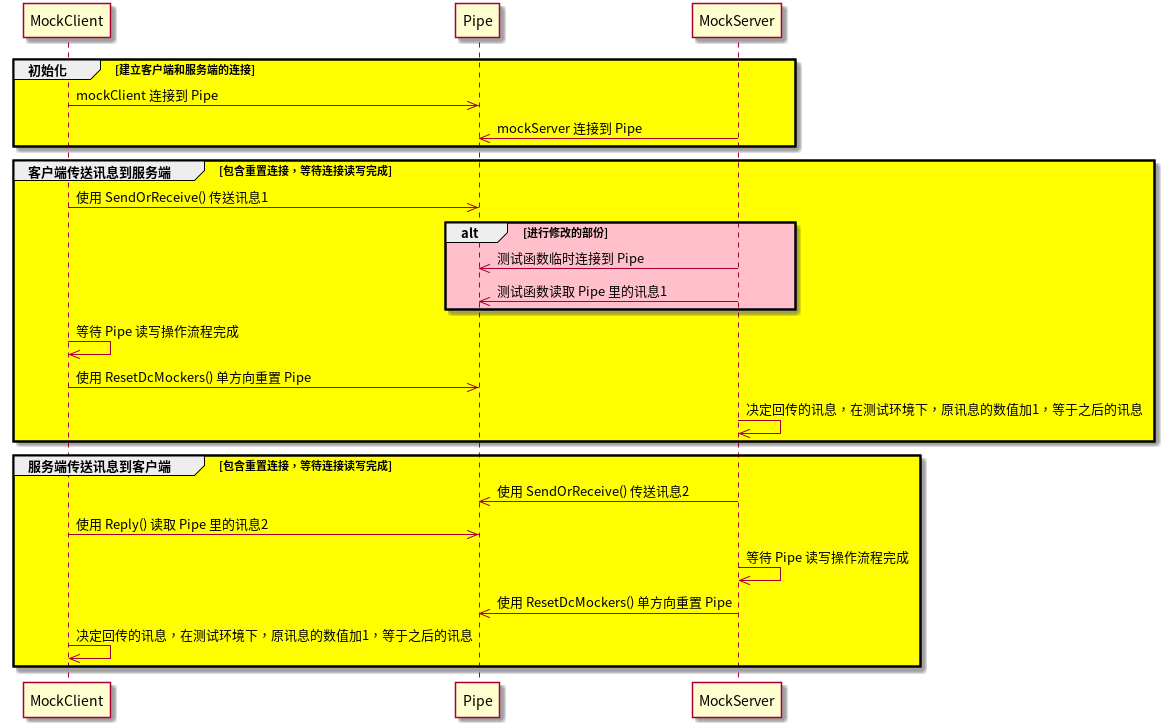 MockClient Pipe MockServer
初始化 [建立客户端和服务端的连接]
mockClient 连接到 Pipe
mockServer 连接到 Pipe
客户端传送讯息到服务端 [包含重置连接，等待连接读写完成]
使用 SendOrReceive() 传送讯息1
alt [进行修改的部份]
测试函数临时连接到 Pipe
测试函数读取 Pipe 里的讯息1
等待 Pipe 读写操作流程完成
使用 ResetDcMockers() 单方向重置 Pipe
决定回传的讯息，在测试环境下，原讯息的数值加1，等于之后的讯息
服务端传送讯息到客户端 [包含重置连接，等待连接读写完成]
使用 SendOrReceive() 传送讯息2
使用 Reply() 读取 Pipe 里的讯息2
等待 Pipe 读写操作流程完成
使用 ResetDcMockers() 单方向重置 Pipe
决定回传的讯息，在测试环境下，原讯息的数值加1，等于之后的讯息
MockClient Pipe MockServer